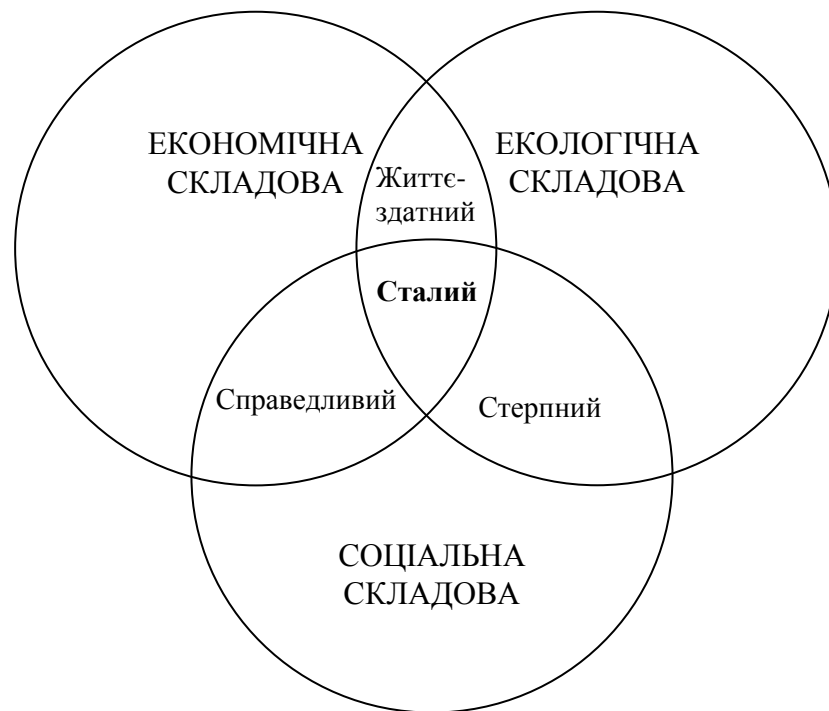 ЕКОНОМІЧНА
СКЛАДОВА
ЕКОЛОГІЧНА
СКЛАДОВА
Життє-
здатний
Сталий
Справедливий
Стерпний
СОЦІАЛЬНА
СКЛАДОВА